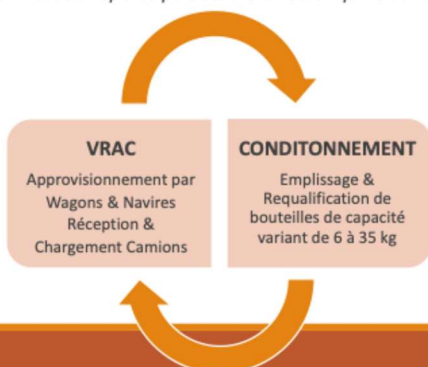 VRAC
Approvisionnement par
Wagons & Navires
Réception &
Chargement Camions
CONDITONNEMENT
Emplissage &
Requalification de
bouteilles de capacité
variant de 6 à 35 kg